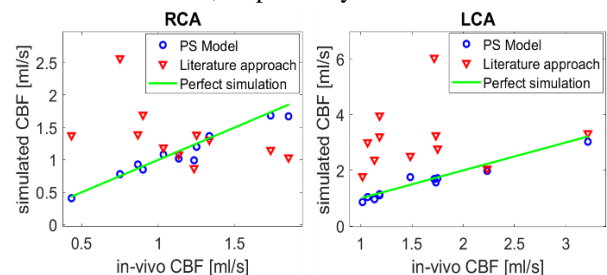 RCA
PS Model
Literature approach
Perfect simulation
simulated CBF [ml/s]
2.5
2
1.5
1
0.5
0
0.5
1
1.5
in-vivo CBF [ml/s]
LCA
PS Model
Literature approach
Perfect simulation
simulated CBF [ml/s]
6
4
2
0
1
1.5
2
2.5
3
in-vivo CBF [ml/s]